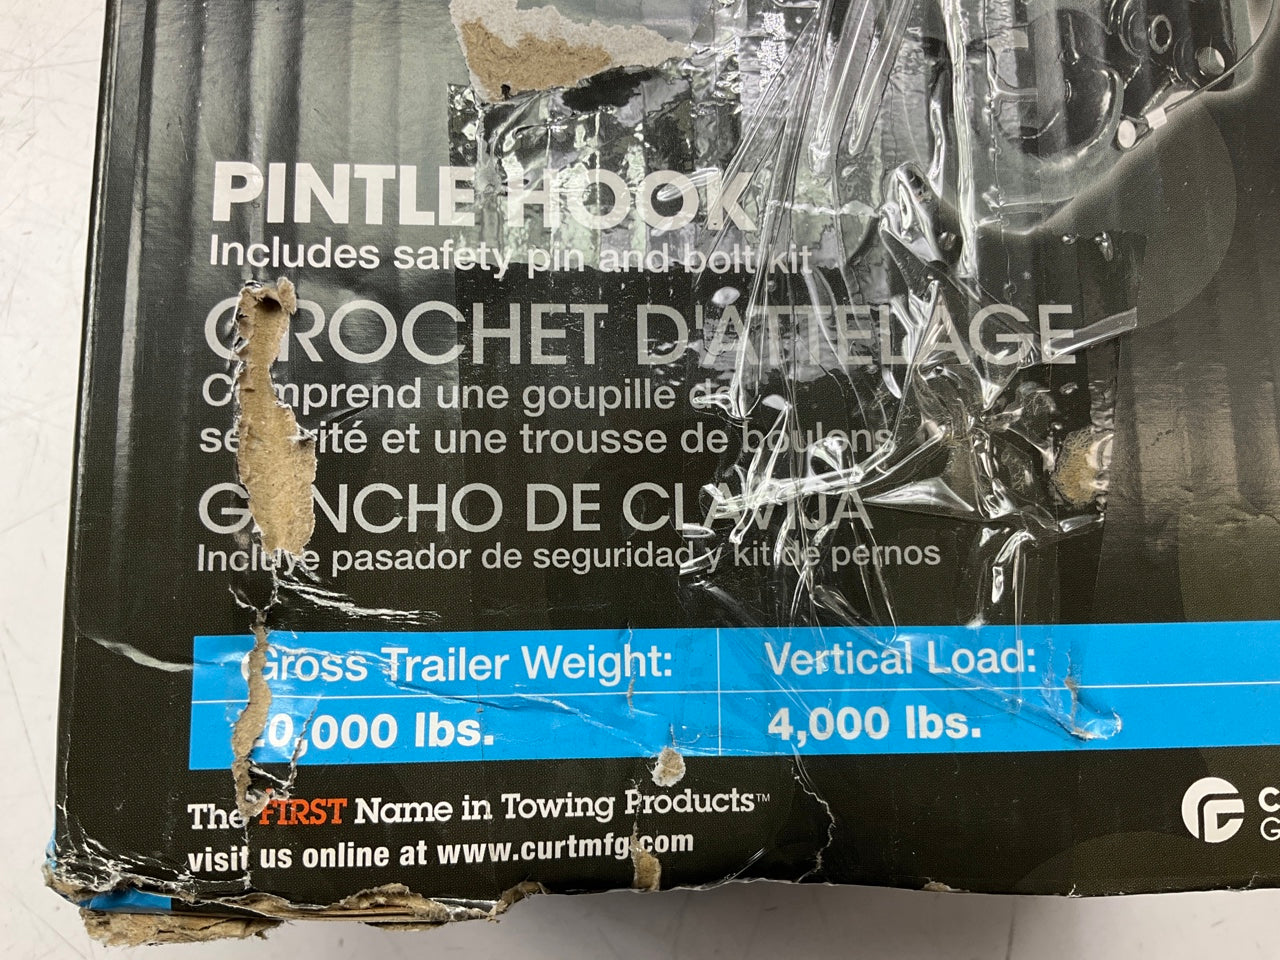 PINTLE HOOK
Includes safety pin and bolt kit
CROCHET D'ATTELAGE
Comprend une goupille de
sécurité et une trousse de boulons
GANCHO DE CLAVIJA
Incluye pasador de seguridad y kit de pernos
Gross Trailer Weight: Vertical Load:
0,000 lbs. 4,000 lbs.
The FIRST Name in Towing Products™
visit us online at www.curtmfg.com